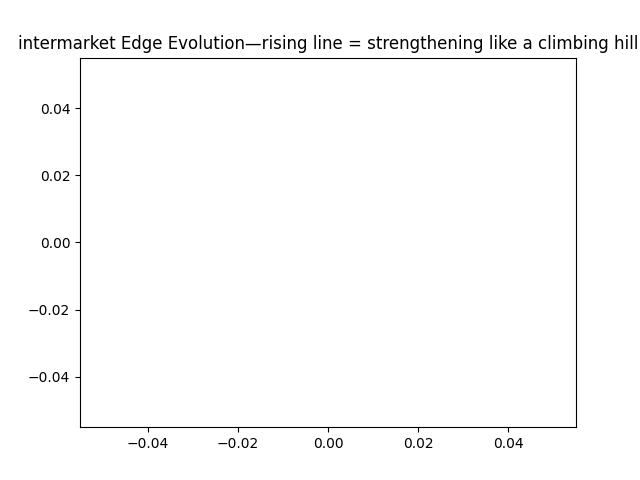 intermarket Edge Evolution—rising line = strengthening like a climbing hill
0.04
0.02
0.00
−0.02
−0.04
−0.04 −0.02 0.00 0.02 0.04